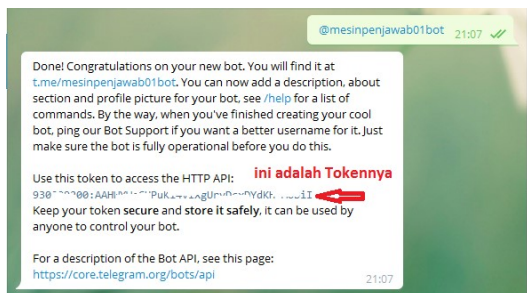 @mesinpenjawab01bot 21:07
Done! Congratulations on your new bot. You will find it at
t.me/mesinpenjawab01bot. You can now add a description, about
section and profile picture for your bot, see /help for a list of
commands. By the way, when you've finished creating your cool
bot, ping our Bot Support if you want a better username for it. Just
make sure the bot is fully operational before you do this.
Use this token to access the HTTP API: ini adalah Tokennya
Keep your token secure and store it safely, it can be used by
anyone to control your bot.
For a description of the Bot API, see this page:
https://core.telegram.org/bots/api 21:07